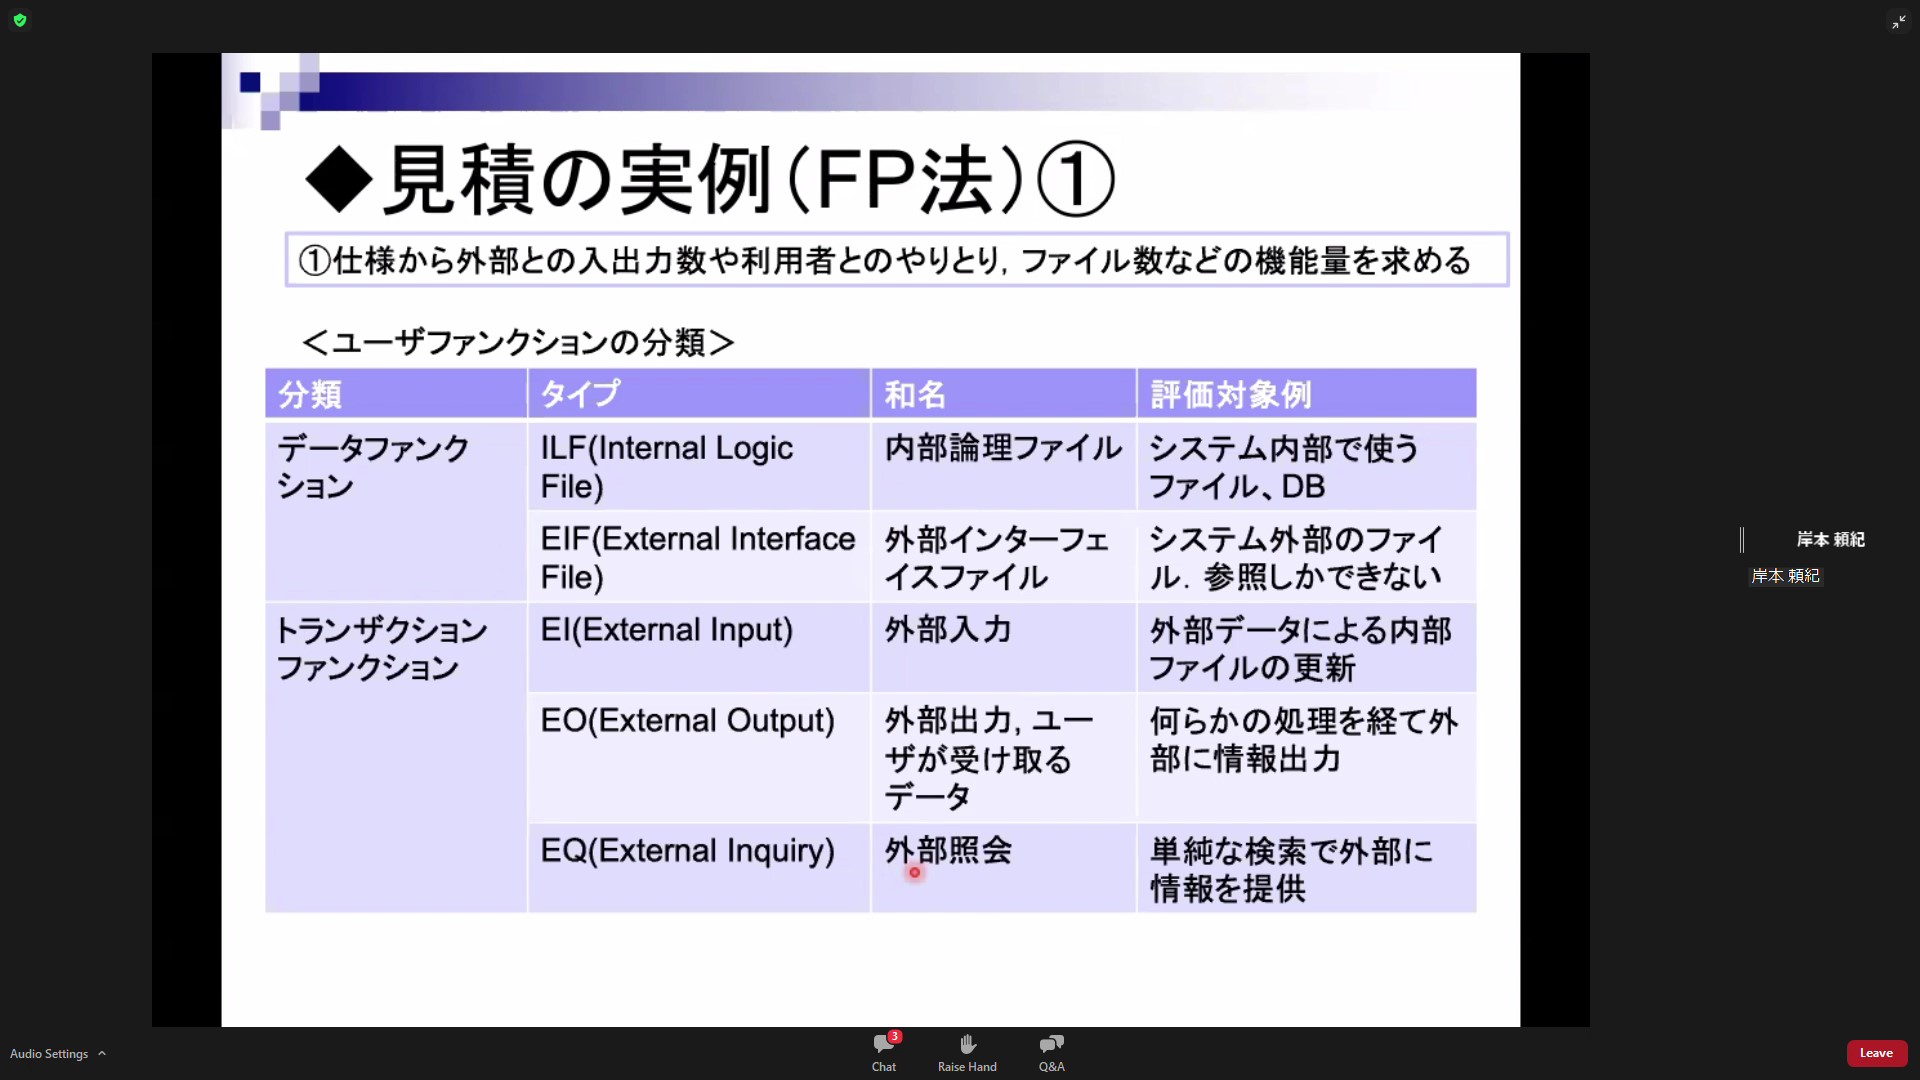 ◆見積の実例(FP法)①
①仕様から外部との入出力数や利用者とのやりとり, ファイル数などの機能量を求める
＜ユーザファンクションの分類＞
分類 タイプ 和名 評価対象例
データファンク
ション
ILF(Internal Logic
File)
内部論理ファイル
システム内部で使う
ファイル、DB
EIF(External Interface
File)
外部インターフェ
イスファイル
システム外部のファイ
ル. 参照しかできない
トランザクション
ファンクション
EI(External Input)
外部入力
外部データによる内部
ファイルの更新
EO(External Output)
外部出力, ユー
ザが受け取る
データ
何らかの処理を経て外
部に情報出力
EQ(External Inquiry)
外部照会
単純な検索で外部に
情報を提供
岸本 頼紀
岸本 頼紀
Audio Settings
3
Chat
Raise Hand
Q&A
Leave